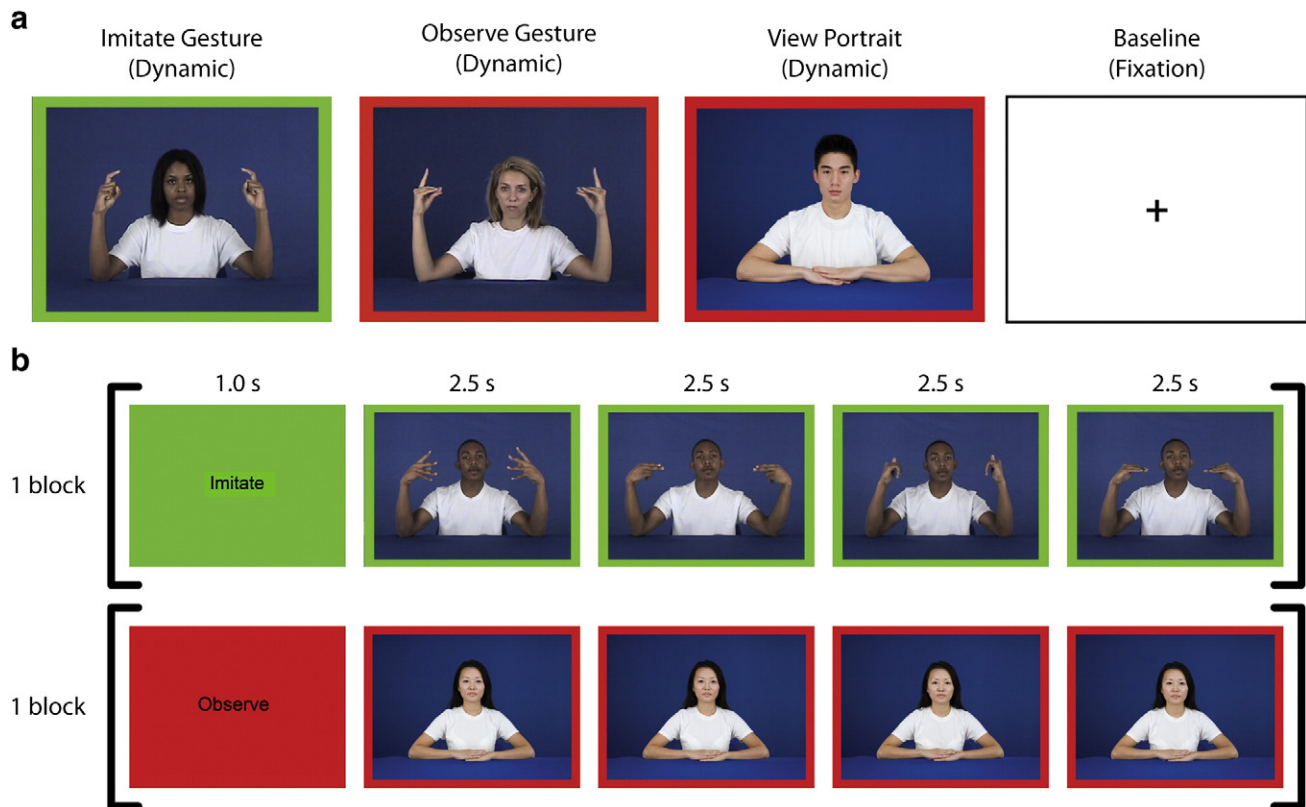 a
Imitate Gesture
(Dynamic)
Observe Gesture
(Dynamic)
View Portrait
(Dynamic)
Baseline
(Fixation)
+
b
1.0 s
2.5 s
2.5 s
2.5 s
2.5 s
1 block
Imitate
1 block
Observe